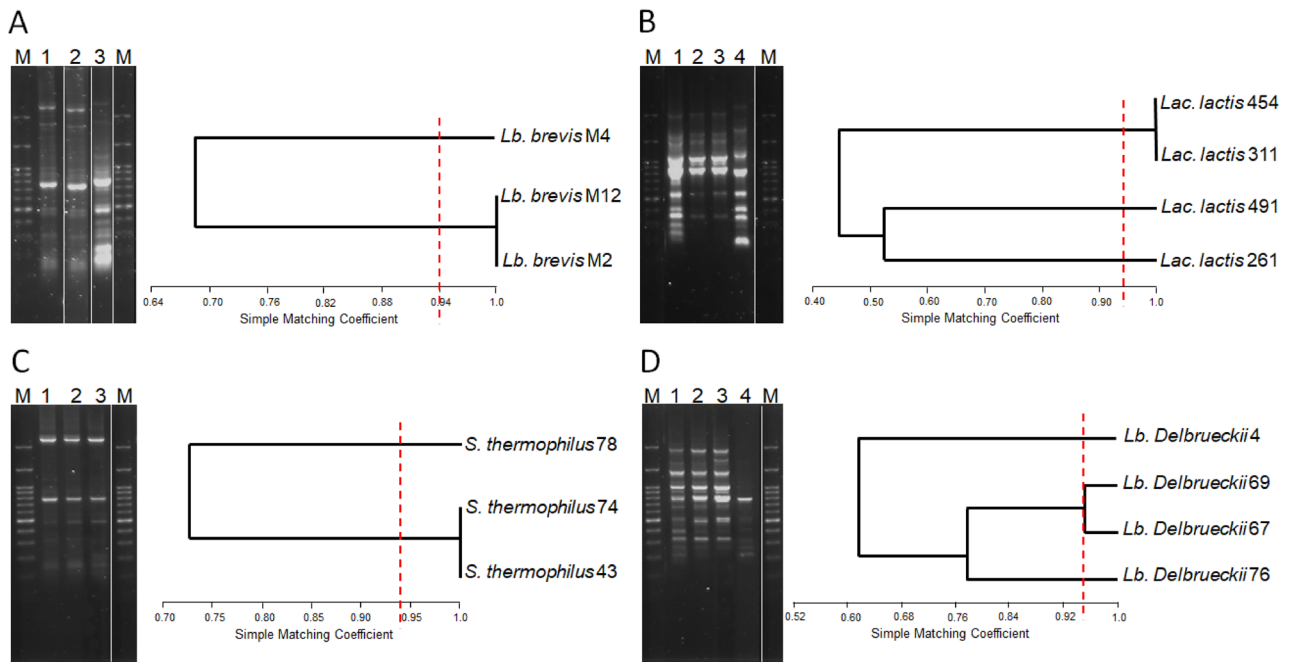 A
M 1 2 3 M
Lb. brevis M4
Lb. brevis M12
Lb. brevis M2
0.64 0.70 0.76 0.82 0.88 0.94 1.0
Simple Matching Coefficient
B
M 1 2 3 4 M
Lac. lactis 454
Lac. lactis 311
Lac. lactis 491
Lac. lactis 261
0.40 0.50 0.60 0.70 0.80 0.90 1.0
Simple Matching Coefficient
C
M 1 2 3 M
S. thermophilus 78
S. thermophilus 74
S. thermophilus 43
0.70 0.75 0.80 0.85 0.90 0.95 1.0
Simple Matching Coefficient
D
M 1 2 3 4 M
Lb. Delbrueckii 4
Lb. Delbrueckii 69
Lb. Delbrueckii 67
Lb. Delbrueckii 76
0.52 0.60 0.68 0.76 0.84 0.92 1.0
Simple Matching Coefficient